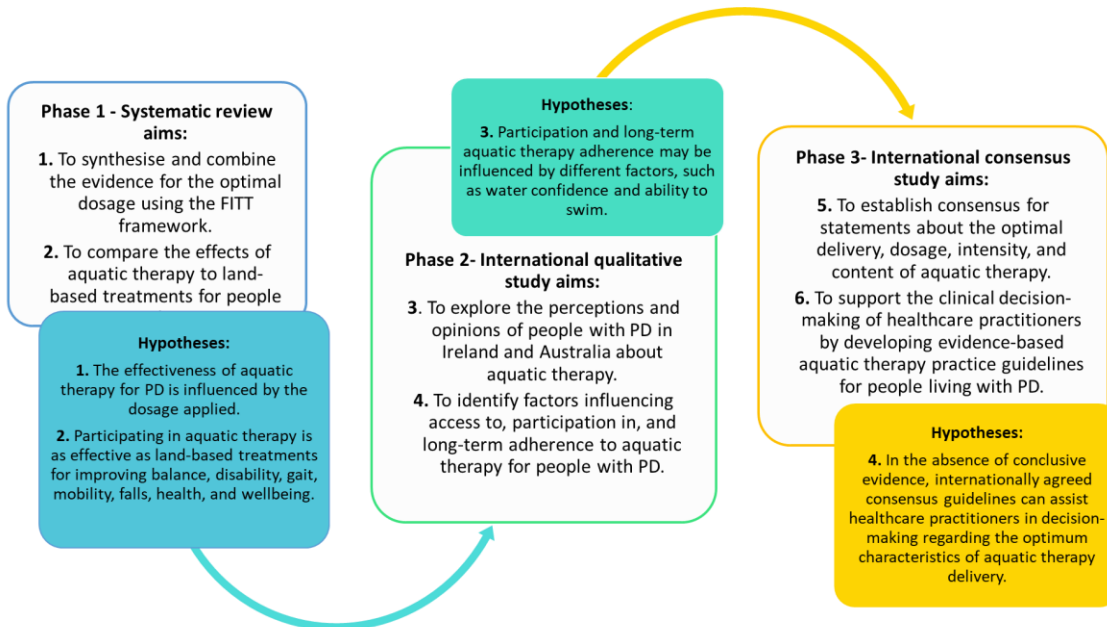 Phase 1 - Systematic review
aims:
1. To synthesise and combine
the evidence for the optimal
dosage using the FITT
framework.
2. To compare the effects of
aquatic therapy to land-
based treatments for people
Hypotheses:
1. The effectiveness of aquatic
therapy for PD is influenced by the
dosage applied.
2. Participating in aquatic therapy is
as effective as land-based treatments
for improving balance, disability, gait,
mobility, falls, health, and wellbeing.
Hypotheses:
3. Participation and long-term
aquatic therapy adherence may be
influenced by different factors, such
as water confidence and ability to
swim.
Phase 2- International qualitative
study aims:
3. To explore the perceptions and
opinions of people with PD in
Ireland and Australia about
aquatic therapy.
4. To identify factors influencing
access to, participation in, and
long-term adherence to aquatic
therapy for people with PD.
Phase 3- International consensus
study aims:
5. To establish consensus for
statements about the optimal
delivery, dosage, intensity, and
content of aquatic therapy.
6. To support the clinical decision-
making of healthcare practitioners
by developing evidence-based
aquatic therapy practice guidelines
for people living with PD.
Hypotheses:
4. In the absence of conclusive
evidence, internationally agreed
consensus guidelines can assist
healthcare practitioners in decision-
making regarding the optimum
characteristics of aquatic therapy
delivery.